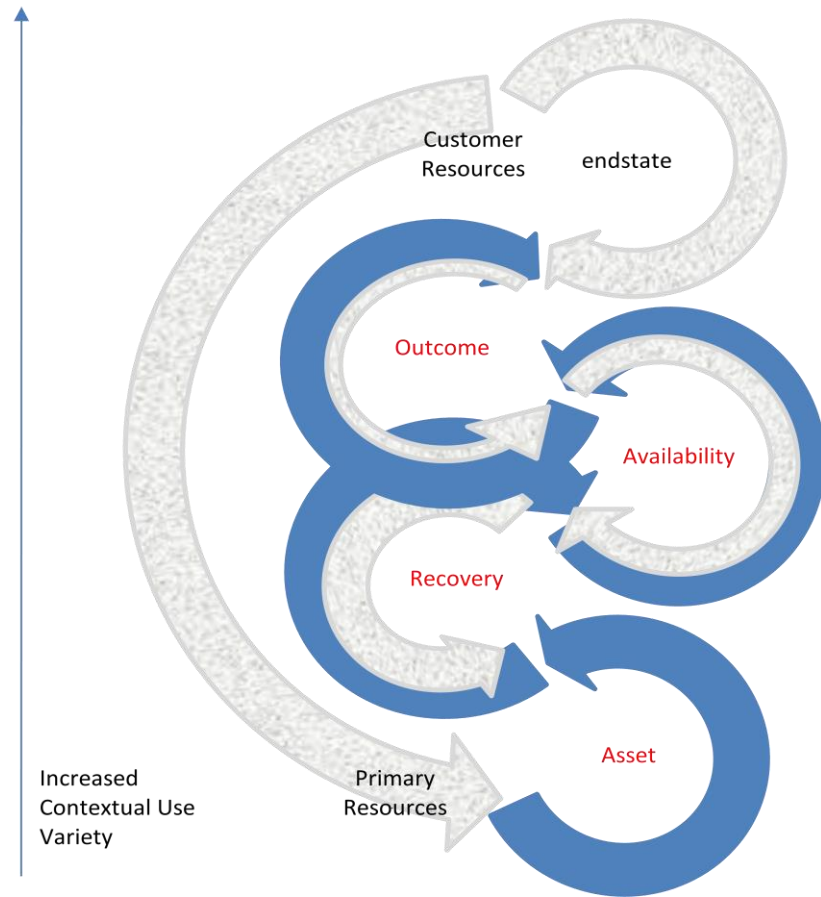 Customer
Resources
endstate
Outcome
Availability
Recovery
Asset
Increased
Contextual Use
Variety
Primary
Resources